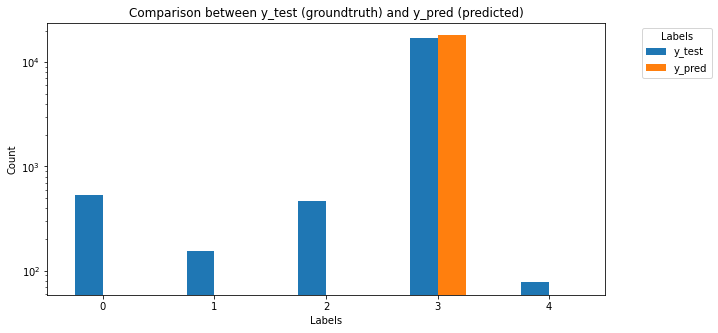 Comparison between y_test (groundtruth) and y_pred (predicted)
Labels
y_test
y_pred
10⁴
10³
10²
Count
0 1 2 3 4
Labels